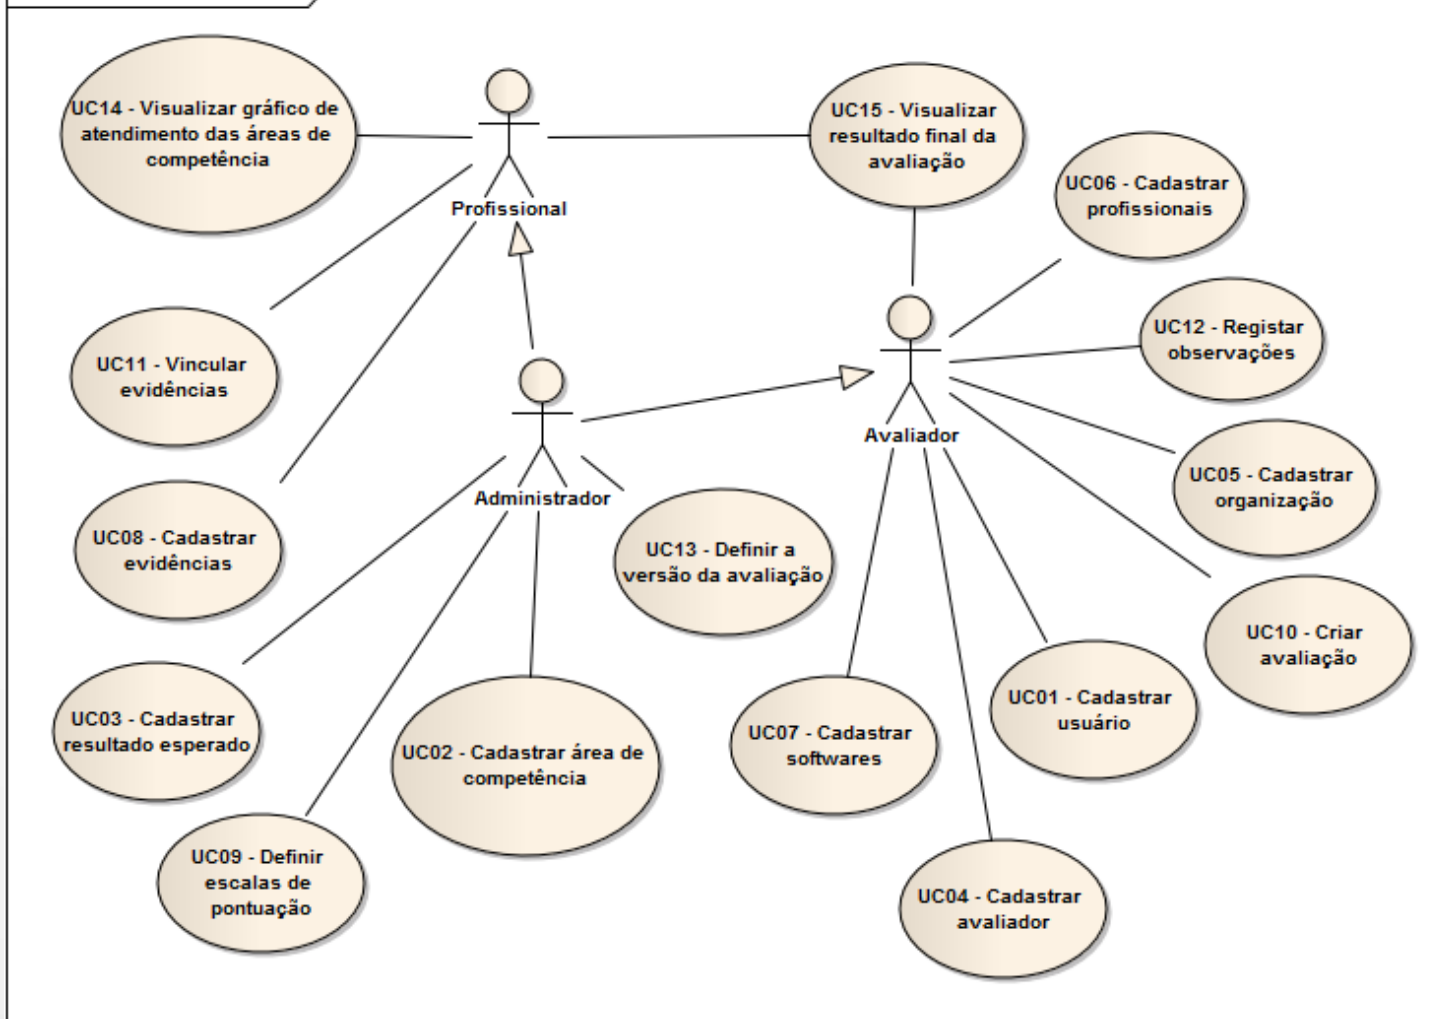 UC14 - Visualizar gráfico de
atendimento das áreas de
competência
Profissional
UC15 - Visualizar
resultado final da
avaliação
UC06 - Cadastrar
profissionais
UC11 - Vincular
evidências
UC12 - Registar
observações
Avaliador
UC08 - Cadastrar
evidências
Administrador
UC05 - Cadastrar
organização
UC13 - Definir a
versão da avaliação
UC10 - Criar
avaliação
UC03 - Cadastrar
resultado esperado
UC02 - Cadastrar área de
competência
UC07 - Cadastrar
softwares
UC01 - Cadastrar
usuário
UC09 - Definir
escalas de
pontuação
UC04 - Cadastrar
avaliador